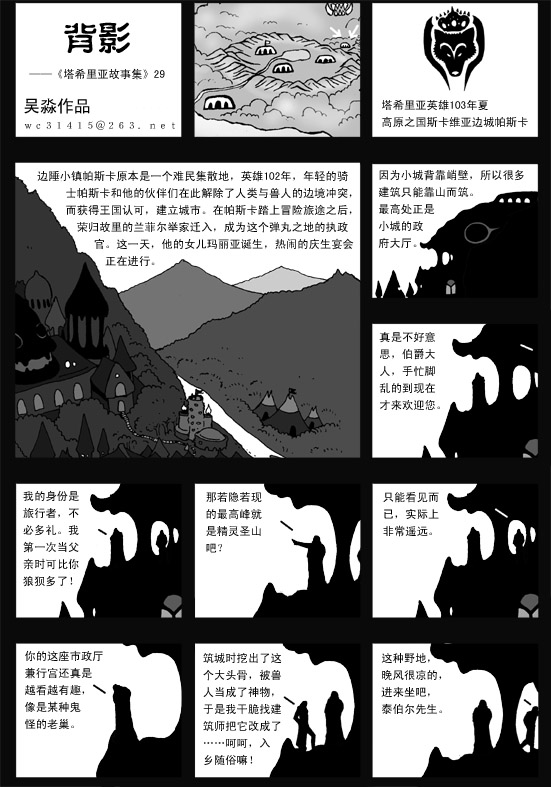 背影
——《塔希里亚故事集》29
吴淼作品
wc31415@263.net
塔希里亚英雄103年夏
高原之国斯卡维亚边城帕斯卡
边陲小镇帕斯卡原本是一个难民集散地，英雄102年，年轻的骑
士帕斯卡和他的伙伴们在此解除了人类与兽人的边境冲突，
而获得王国认可，建立城市。在帕斯卡踏上冒险旅途之后，
荣归故里的兰菲尔举家迁入，成为这个弹丸之地的执政
官。这一天，他的女儿玛丽亚诞生，热闹的庆生宴会
正在进行。
因为小城背靠峭壁，所以很多
建筑只能靠山而筑。
最高处正是
小城的政
府大厅。
真是不好意
思，伯爵大
人，手忙脚
乱的到现在
才来欢迎您。
我的身份是
旅行者，不
必多礼。我
第一次当父
亲时可比你
狼狈多了！
那若隐若现
的最高峰就
是精灵圣山
吧？
只能看见而
已，实际上
非常遥远。
你的这座市政厅
兼行宫还真是
越看越有趣，
像是某种鬼
怪的老巢。
筑城时挖出了这
个大头骨，被兽
人当成了神物，
于是我干脆找建
筑师把它改成了
……呵呵，入
乡随俗嘛！
这种野地，
晚风很凉的，
进来坐吧，
泰伯尔先生。